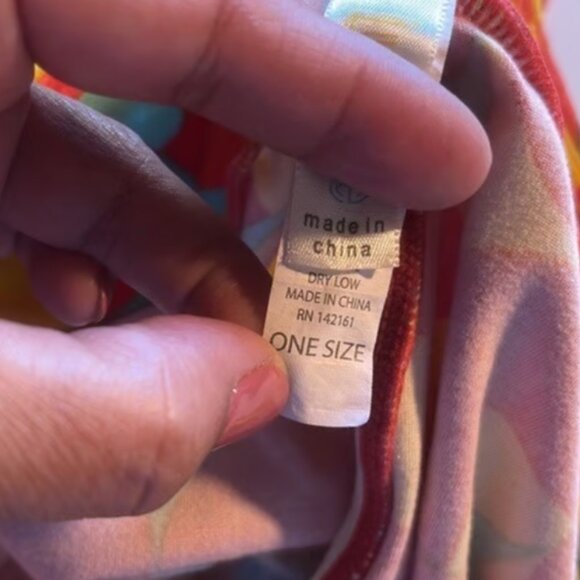 made in
china
DRY LOW
MADE IN CHINA
RN 142161
ONE SIZE